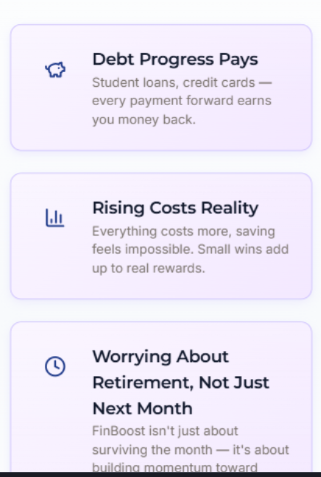 Debt Progress Pays
Student loans, credit cards —
every payment forward earns
you money back.
Rising Costs Reality
Everything costs more, saving
feels impossible. Small wins add
up to real rewards.
Worrying About
Retirement, Not Just
Next Month
FinBoost isn't just about
surviving the month — it's about
building momentum toward